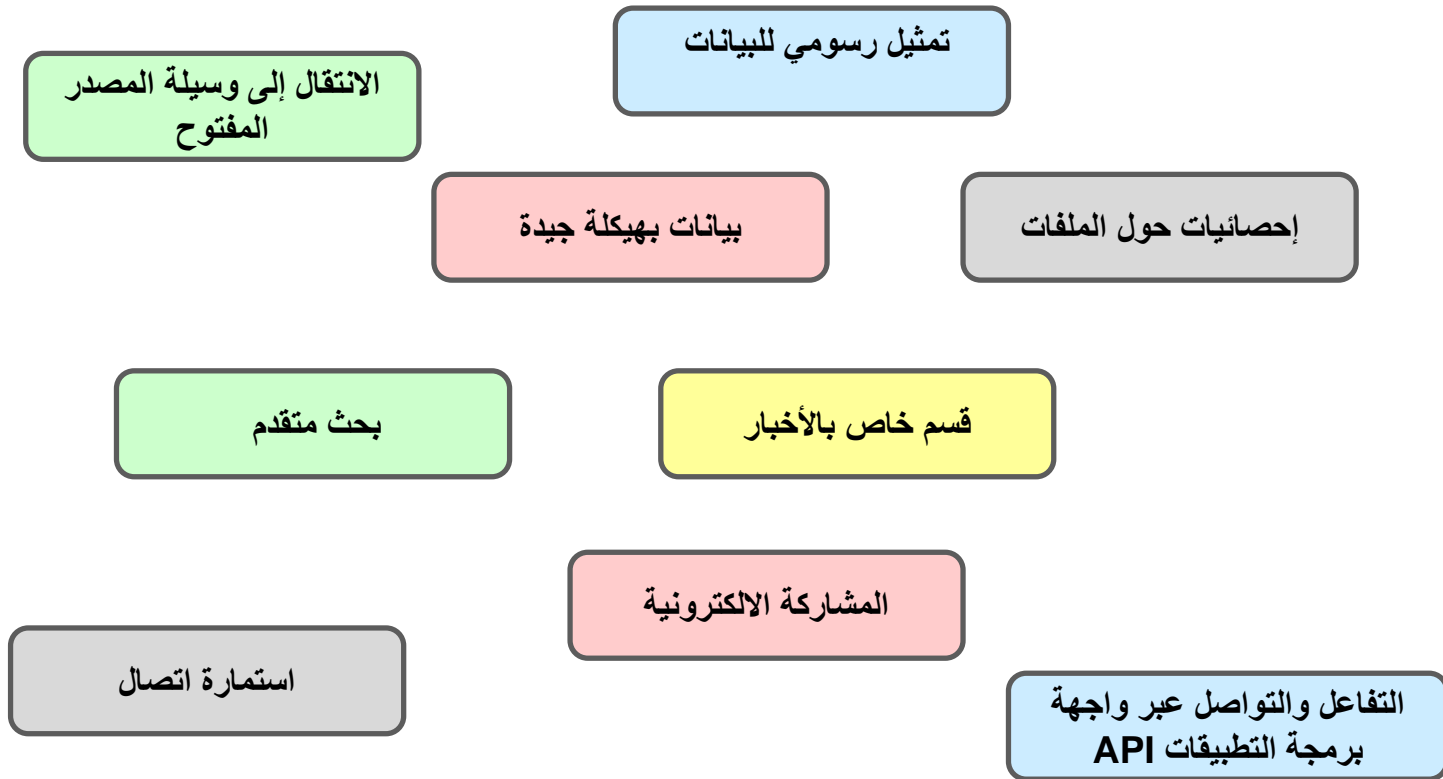 تمثيل رسومي للبيانات
الانتقال إلى وسيلة المصدر
المفتوح
إحصائيات حول الملفات
بيانات بهيكلة جيدة
قسم خاص بالأخبار
بحث متقدم
المشاركة الالكترونية
استمارة اتصال
التفاعل والتواصل عبر واجهة
برمجة التطبيقات API